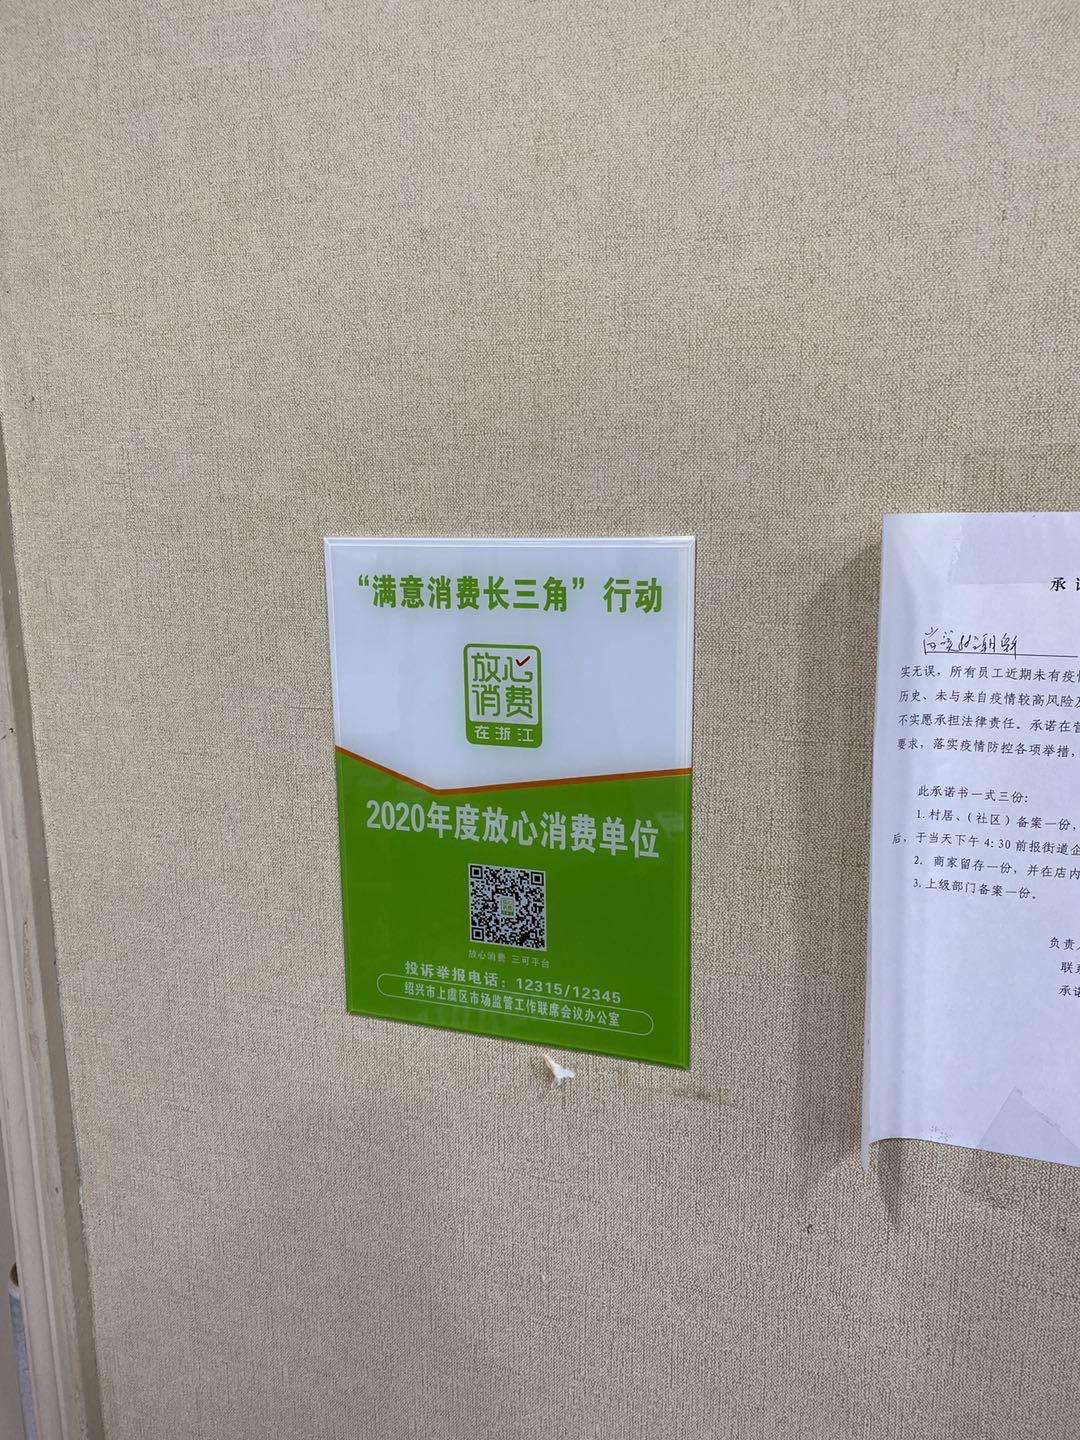 “满意消费长三角”行动
放心
消费
在浙江
2020年度放心消费单位
放心消费 三可平台
投诉举报电话：12315/12345
绍兴市上虞区市场监管工作联席会议办公室
承
实无误，所有员工近期未有疫
历史、未与来自疫情较高风险及
不实愿承担法律责任。承诺在营
要求，落实疫情防控各项举措，
此承诺书一式三份：
1.村居、（社区）备案一份，
后，于当天下午4:30前报街道企
2. 商家留存一份，并在店内
3.上级部门备案一份。
负责
联
承